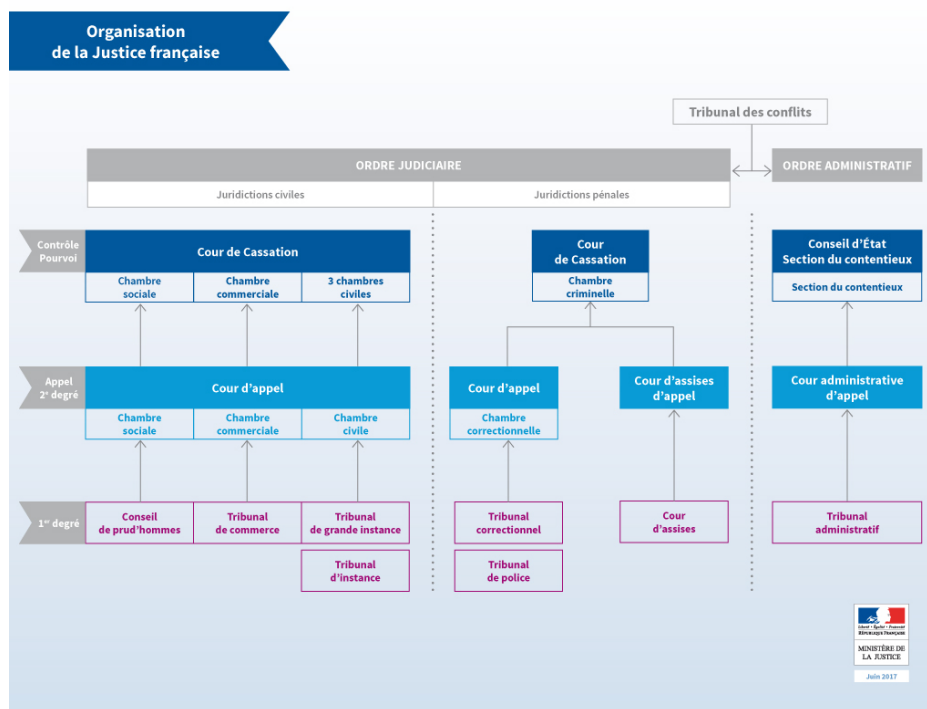 Organisation
de la Justice française
Tribunal des conflits
ORDRE JUDICIAIRE
ORDRE ADMINISTRATIF
Juridictions civiles
Juridictions pénales
Contrôle
Pourvoi
Cour de Cassation
Chambre
sociale
Chambre
commerciale
3 chambres
civiles
Cour
de Cassation
Chambre
criminelle
Conseil d'État
Section du contentieux
Section du contentieux
Appel
2e degré
Cour d'appel
Chambre
sociale
Chambre
commerciale
Chambre
civile
Cour d'appel
Chambre
correctionnelle
Cour d'assises
d'appel
Cour administrative
d'appel
1er degré
Conseil
de prud'hommes
Tribunal
de commerce
Tribunal
de grande instance
Tribunal
d'instance
Tribunal
correctionnel
Tribunal
de police
Cour
d'assises
Tribunal
administratif
Liberté • Égalité • Fraternité
RÉPUBLIQUE FRANÇAISE
MINISTÈRE DE
LA JUSTICE
Juin 2017